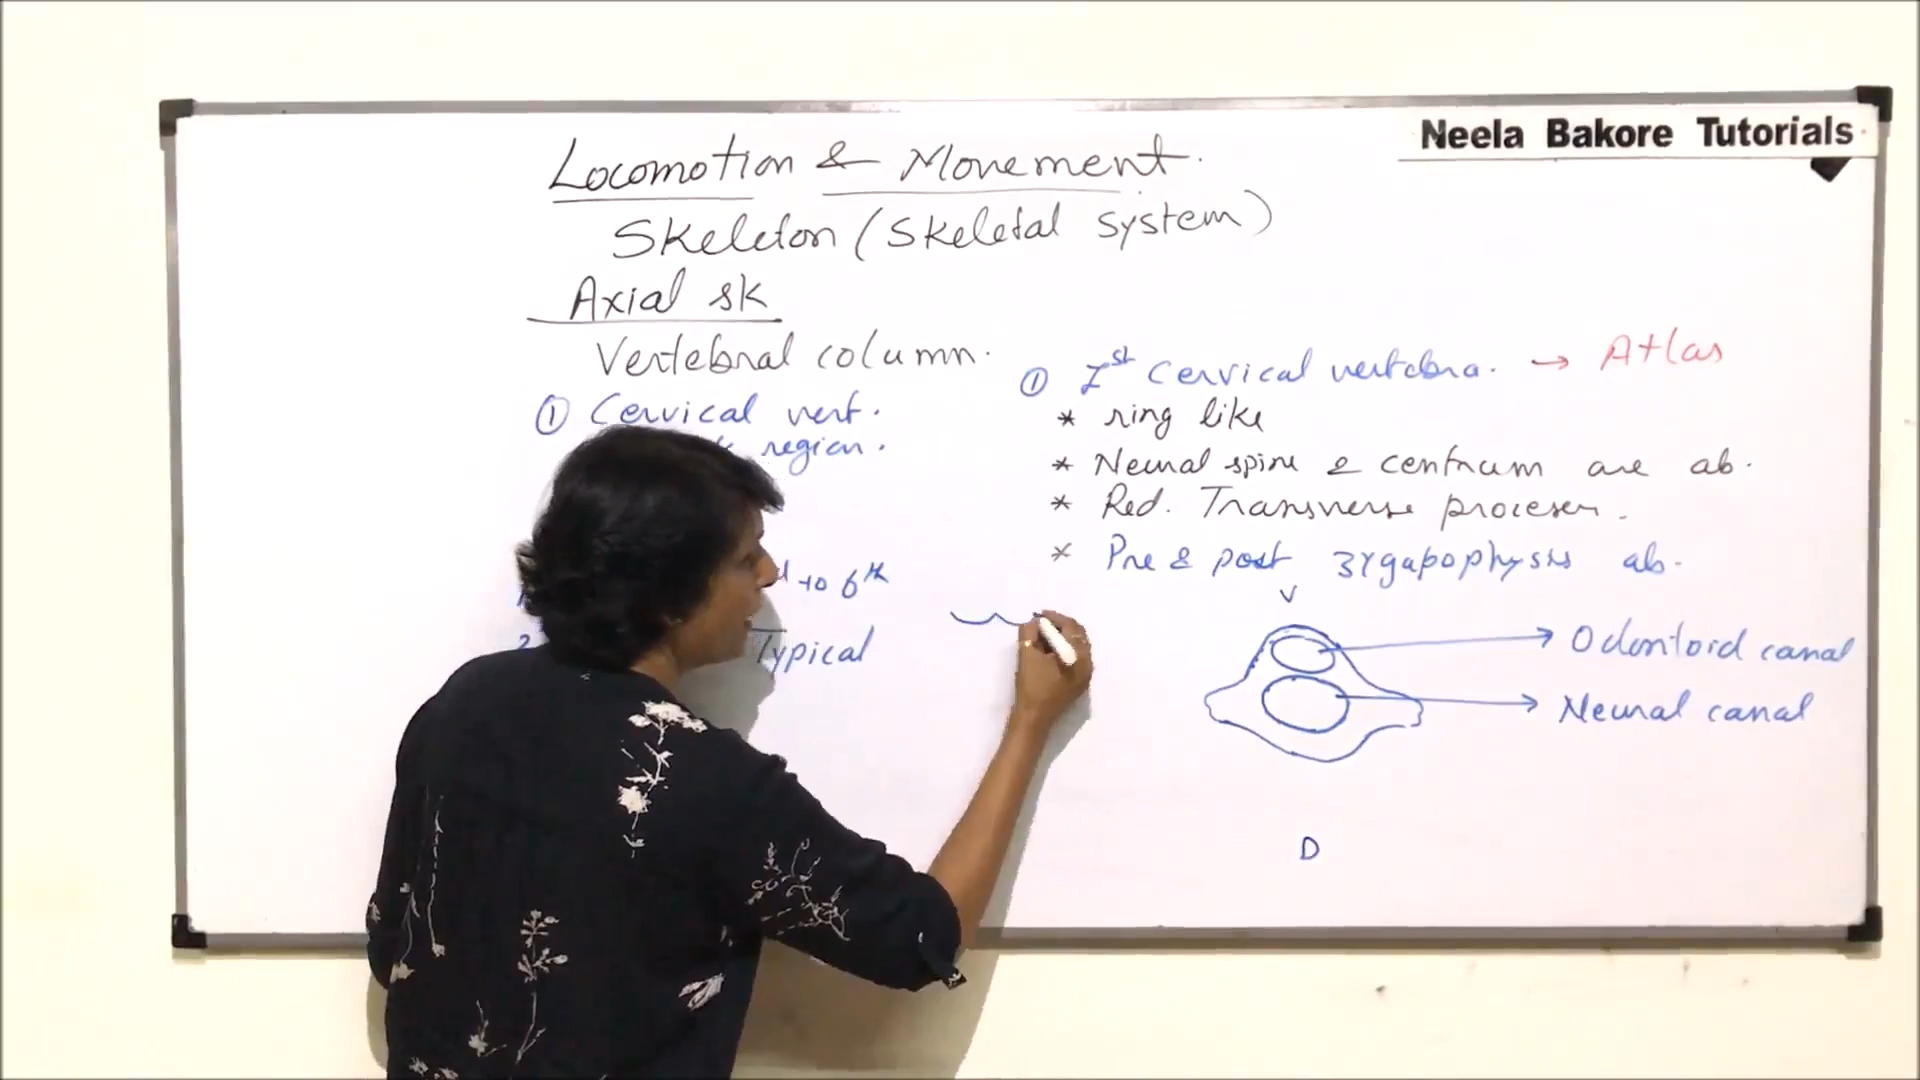 Neela Bakore Tutorials
Locomotion & Movement.
Skeleton (Skeletal system)
Axial sk
Vertebral column.
① Cervical vert.
region.
to 6th
Typical
① Ist Cervical vertebra. → Atlas
* ring like
* Neural spine & centrum are ab.
* Red. Transverse processes.
* Pre & post zygapophysis ab.
V
Odontoid canal
Neural canal
D